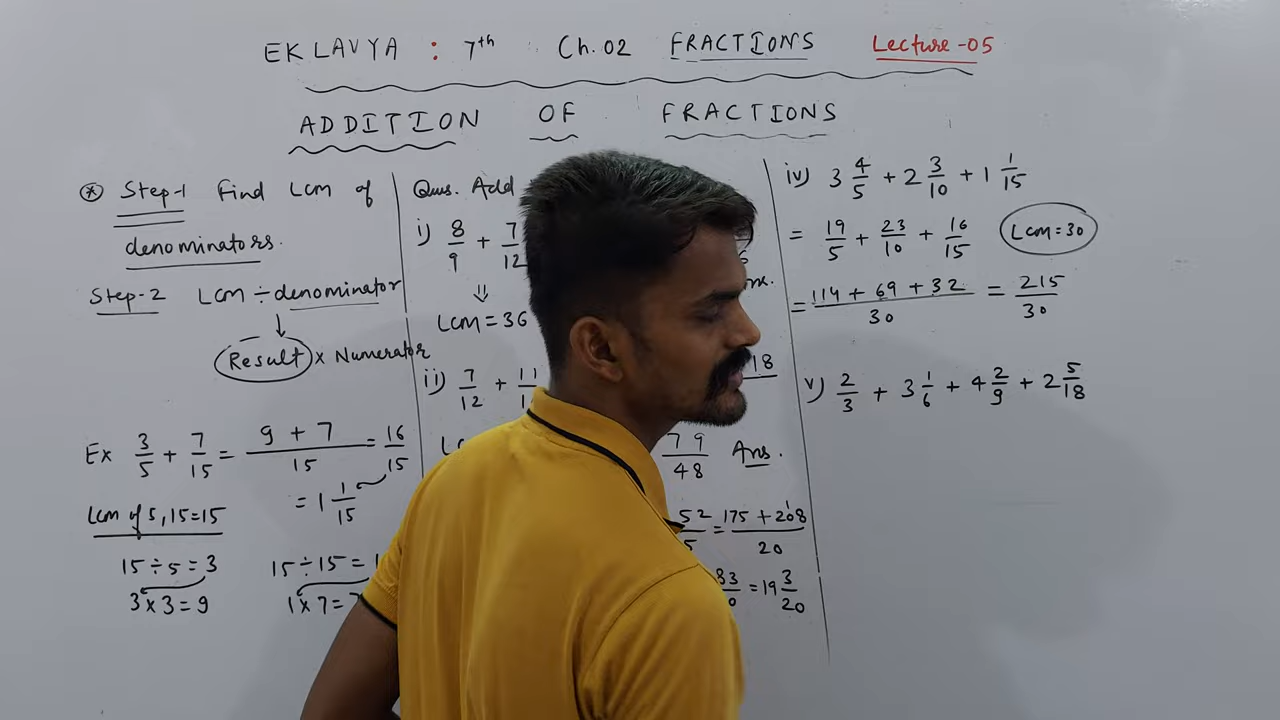 EKLAVYA : 7th Ch. 02 FRACTIONS Lecture-05
ADDITION OF FRACTIONS
* Step-1 Find LCM of
denominators.
Step-2 LCM ÷ denominator
↓
Result × Numerator
Ex 3/5 + 7/15 = (9 + 7)/15 = 16/15
= 1 1/15
LCM of 5, 15 = 15
15 ÷ 5 = 3
3 × 3 = 9
15 ÷ 15 = 1
1 × 7 = 7
Ques. Add
i) 8/9 + 7/12
⇓
LCM = 36
ii) 7/12 + 11
18
79/48 Ans.
52/5 = (175 + 208)/20
= 19 3/20
iv) 3 4/5 + 2 3/10 + 1 1/15
= 19/5 + 23/10 + 16/15 LCM = 30
= (114 + 69 + 32)/30 = 215/30
v) 2/3 + 3 1/6 + 4 2/9 + 2 5/18